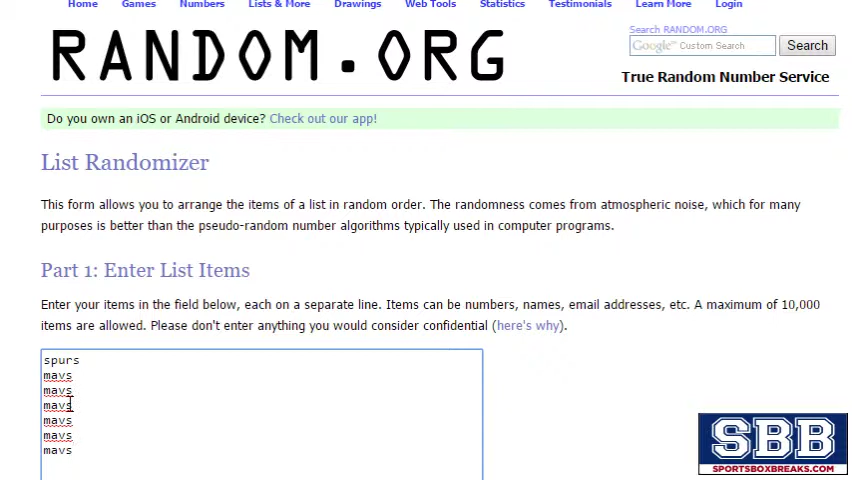 Home Games Numbers Lists & More Drawings Web Tools Statistics Testimonials Learn More Login
RANDOM.ORG
Search RANDOM.ORG
Google™ Custom Search Search
True Random Number Service
Do you own an iOS or Android device? Check out our app!
List Randomizer
This form allows you to arrange the items of a list in random order. The randomness comes from atmospheric noise, which for many
purposes is better than the pseudo-random number algorithms typically used in computer programs.
Part 1: Enter List Items
Enter your items in the field below, each on a separate line. Items can be numbers, names, email addresses, etc. A maximum of 10,000
items are allowed. Please don't enter anything you would consider confidential (here's why).
spurs
mavs
mavs
mavs
mavs
mavs
mavs
SBB
SPORTSBOXBREAKS.COM